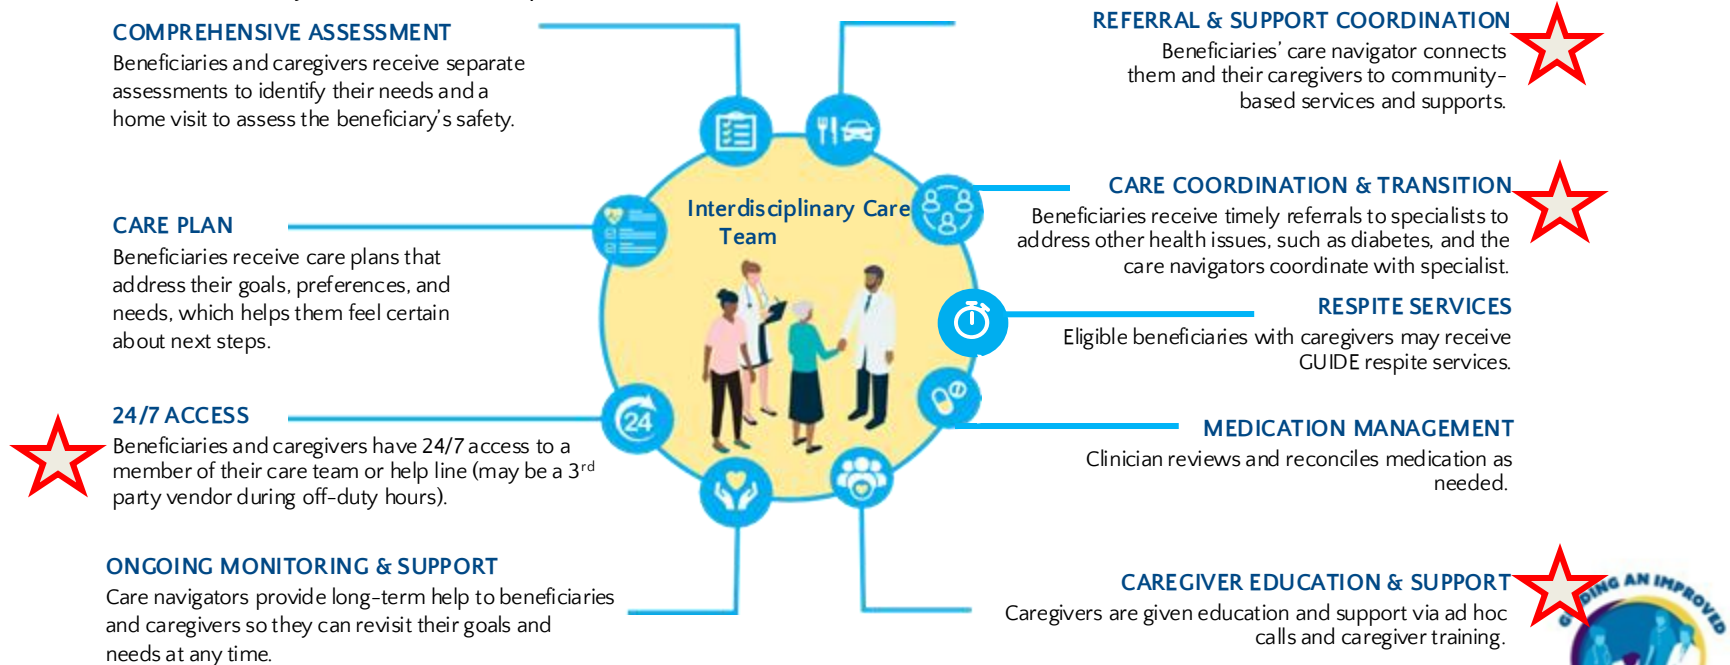 COMPREHENSIVE ASSESSMENT
Beneficiaries and caregivers receive separate
assessments to identify their needs and a
home visit to assess the beneficiary's safety.
CARE PLAN
Beneficiaries receive care plans that
address their goals, preferences, and
needs, which helps them feel certain
about next steps.
24/7 ACCESS
Beneficiaries and caregivers have 24/7 access to a
member of their care team or help line (may be a 3rd
party vendor during off-duty hours).
ONGOING MONITORING & SUPPORT
Care navigators provide long-term help to beneficiaries
and caregivers so they can revisit their goals and
needs at any time.
Interdisciplinary Care
Team
24
REFERRAL & SUPPORT COORDINATION
Beneficiaries' care navigator connects
them and their caregivers to community-
based services and supports.
CARE COORDINATION & TRANSITION
Beneficiaries receive timely referrals to specialists to
address other health issues, such as diabetes, and the
care navigators coordinate with specialist.
RESPITE SERVICES
Eligible beneficiaries with caregivers may receive
GUIDE respite services.
MEDICATION MANAGEMENT
Clinician reviews and reconciles medication as
needed.
CAREGIVER EDUCATION & SUPPORT
Caregivers are given education and support via ad hoc
calls and caregiver training.
AN IMPROVED